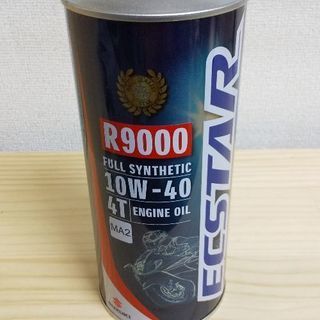 R9000
FULL SYNTHETIC
10W-40
4T ENGINE OIL
MA2
ECSTAR